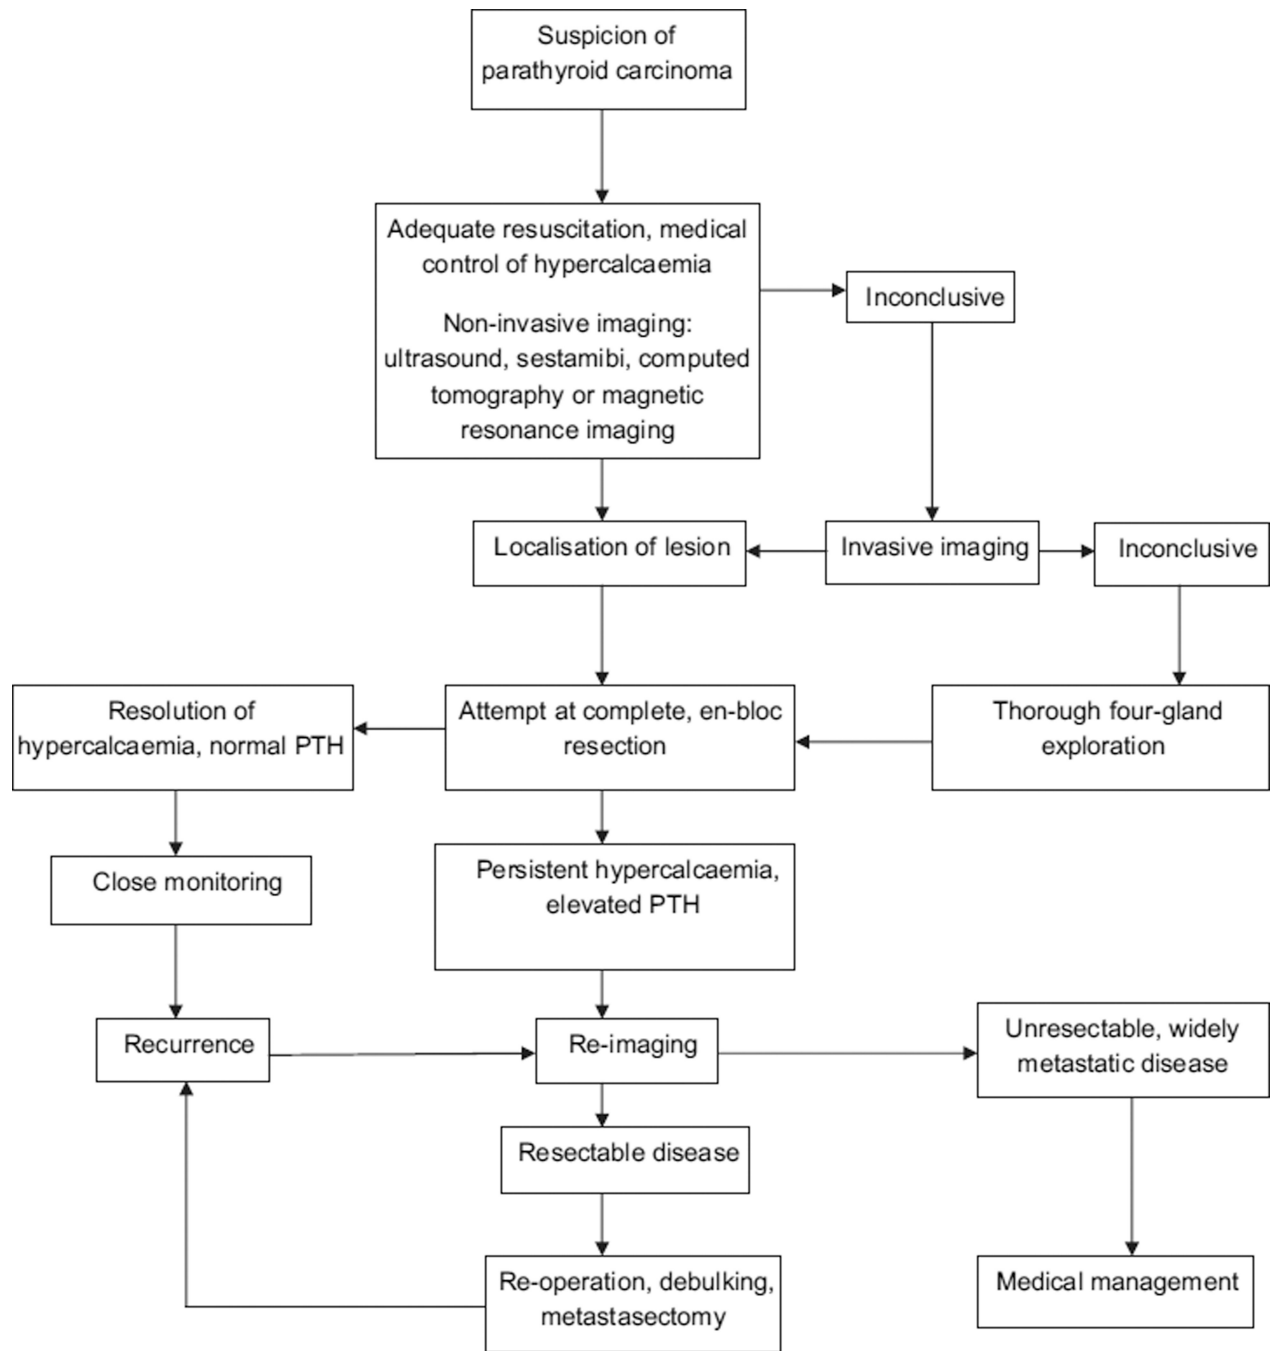 Suspicion of
parathyroid carcinoma
Adequate resuscitation, medical
control of hypercalcaemia
Non-invasive imaging:
ultrasound, sestamibi, computed
tomography or magnetic
resonance imaging
Inconclusive
Localisation of lesion
Invasive imaging
Inconclusive
Resolution of
hypercalcaemia, normal PTH
Attempt at complete, en-bloc
resection
Thorough four-gland
exploration
Close monitoring
Persistent hypercalcaemia,
elevated PTH
Recurrence
Re-imaging
Unresectable, widely
metastatic disease
Resectable disease
Re-operation, debulking,
metastasectomy
Medical management